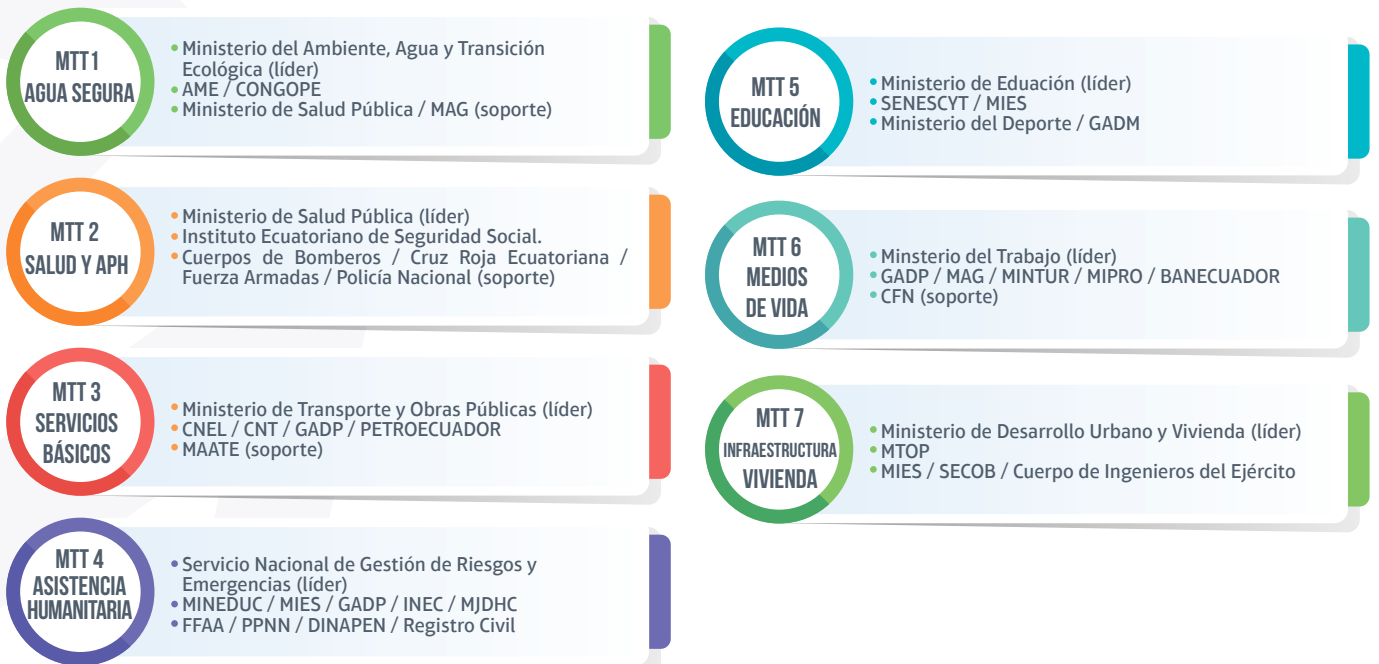 MTT1
AGUA SEGURA
• Ministerio del Ambiente, Agua y Transición
Ecológica (líder)
• AME / CONGOPE
• Ministerio de Salud Pública / MAG (soporte)
MTT 2
SALUD Y APH
• Ministerio de Salud Pública (líder)
• Instituto Ecuatoriano de Seguridad Social.
• Cuerpos de Bomberos / Cruz Roja Ecuatoriana /
Fuerza Armadas / Policía Nacional (soporte)
MTT 3
SERVICIOS
BÁSICOS
• Ministerio de Transporte y Obras Públicas (líder)
• CNEL / CNT / GADP / PETROECUADOR
• MAATE (soporte)
MTT 4
ASISTENCIA
HUMANITARIA
• Servicio Nacional de Gestión de Riesgos y
Emergencias (líder)
• MINEDUC / MIES / GADP / INEC / MJDHC
• FFAA / PPNN / DINAPEN / Registro Civil
MTT 5
EDUCACIÓN
• Ministerio de Eduación (líder)
• SENESCYT / MIES
• Ministerio del Deporte / GADM
MTT 6
MEDIOS
DE VIDA
• Minsterio del Trabajo (líder)
• GADP / MAG / MINTUR / MIPRO / BANECUADOR
• CFN (soporte)
MTT 7
INFRAESTRUCTURA
VIVIENDA
• Ministerio de Desarrollo Urbano y Vivienda (líder)
• MTOP
• MIES / SECOB / Cuerpo de Ingenieros del Ejército